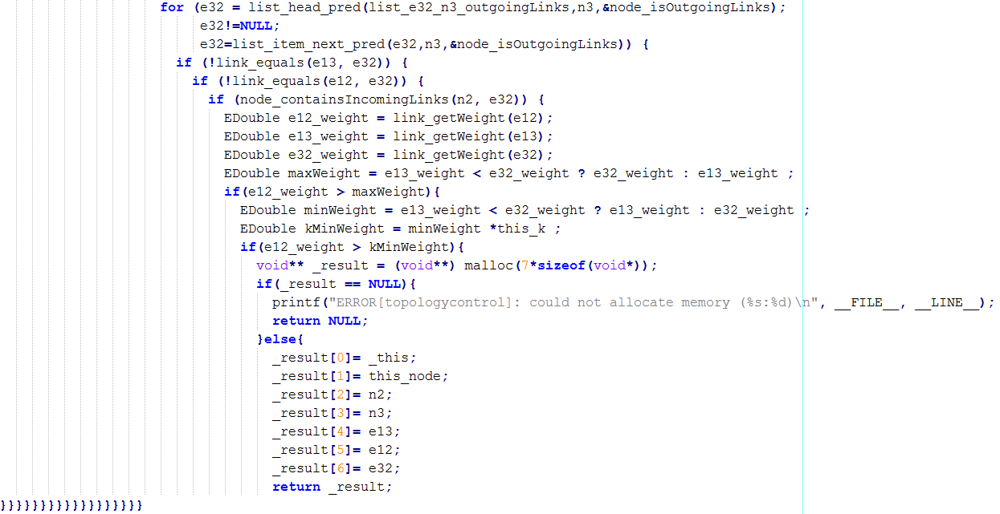 for (e32 = list_head_pred(list_e32_n3_outgoingLinks,n3,&node_isOutgoingLinks);
e32!=NULL;
e32=list_item_next_pred(e32,n3,&node_isOutgoingLinks)) {
if (!link_equals(e13, e32)) {
if (!link_equals(e12, e32)) {
if (node_containsIncomingLinks(n2, e32)) {
EDouble e12_weight = link_getWeight(e12);
EDouble e13_weight = link_getWeight(e13);
EDouble e32_weight = link_getWeight(e32);
EDouble maxWeight = e13_weight < e32_weight ? e32_weight : e13_weight ;
if(e12_weight > maxWeight){
EDouble minWeight = e13_weight < e32_weight ? e13_weight : e32_weight ;
EDouble kMinWeight = minWeight *this_k ;
if(e12_weight > kMinWeight){
void** _result = (void**) malloc(7*sizeof(void*));
if(_result == NULL){
printf("ERROR[topologycontrol]: could not allocate memory (%s:%d)\n", __FILE__, __LINE__);
return NULL;
}else{
_result[0]= _this;
_result[1]= this_node;
_result[2]= n2;
_result[3]= n3;
_result[4]= e13;
_result[5]= e12;
_result[6]= e32;
return _result;
}}}}}}}}}}}}}}}}}}